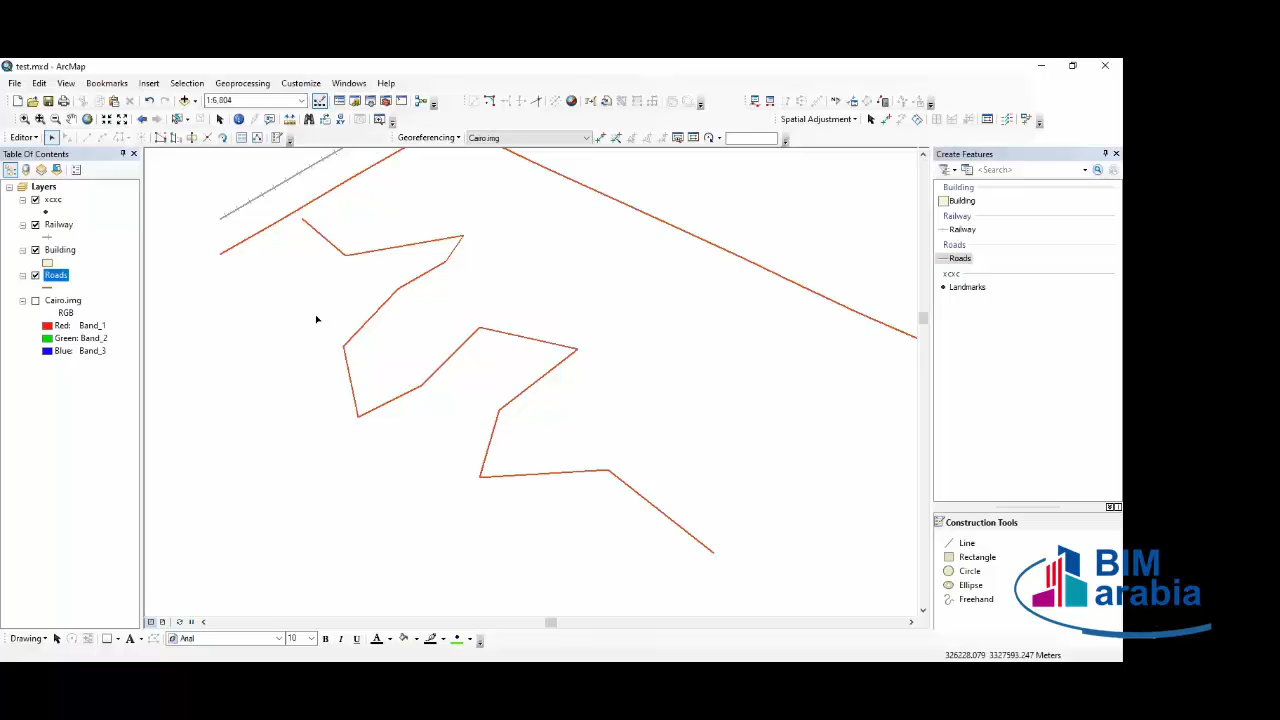 test.mxd - ArcMap
File Edit View Bookmarks Insert Selection Geoprocessing Customize Windows Help
1:6,804
Spatial Adjustment
Editor
Georeferencing
Cairo.img
Table Of Contents
Layers
xcxc
Railway
Building
Roads
Cairo.img
RGB
Red: Band_1
Green: Band_2
Blue: Band_3
Create Features
<Search>
Building
Building
Railway
Railway
Roads
Roads
xcxc
Landmarks
Construction Tools
Line
Rectangle
Circle
Ellipse
Freehand
BIM
arabia
Drawing
A
Arial
10
B I U A
326228.079 3327593.247 Meters